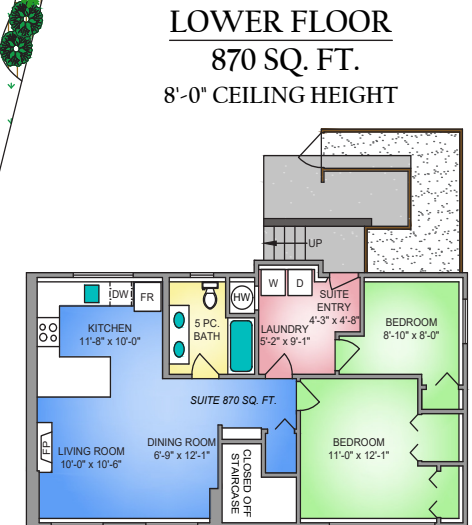 LOWER FLOOR
870 SQ. FT.
8'-0" CEILING HEIGHT
UP
DW
FR
HW
W
D
SUITE
ENTRY
4'-3" x 4'-8"
KITCHEN
11'-8" x 10'-0"
5 PC.
BATH
LAUNDRY
5'-2" x 9'-1"
BEDROOM
8'-10" x 8'-0"
SUITE 870 SQ. FT.
FP
LIVING ROOM
10'-0" x 10'-6"
DINING ROOM
6'-9" x 12'-1"
CLOSED OFF
STAIRCASE
BEDROOM
11'-0" x 12'-1"